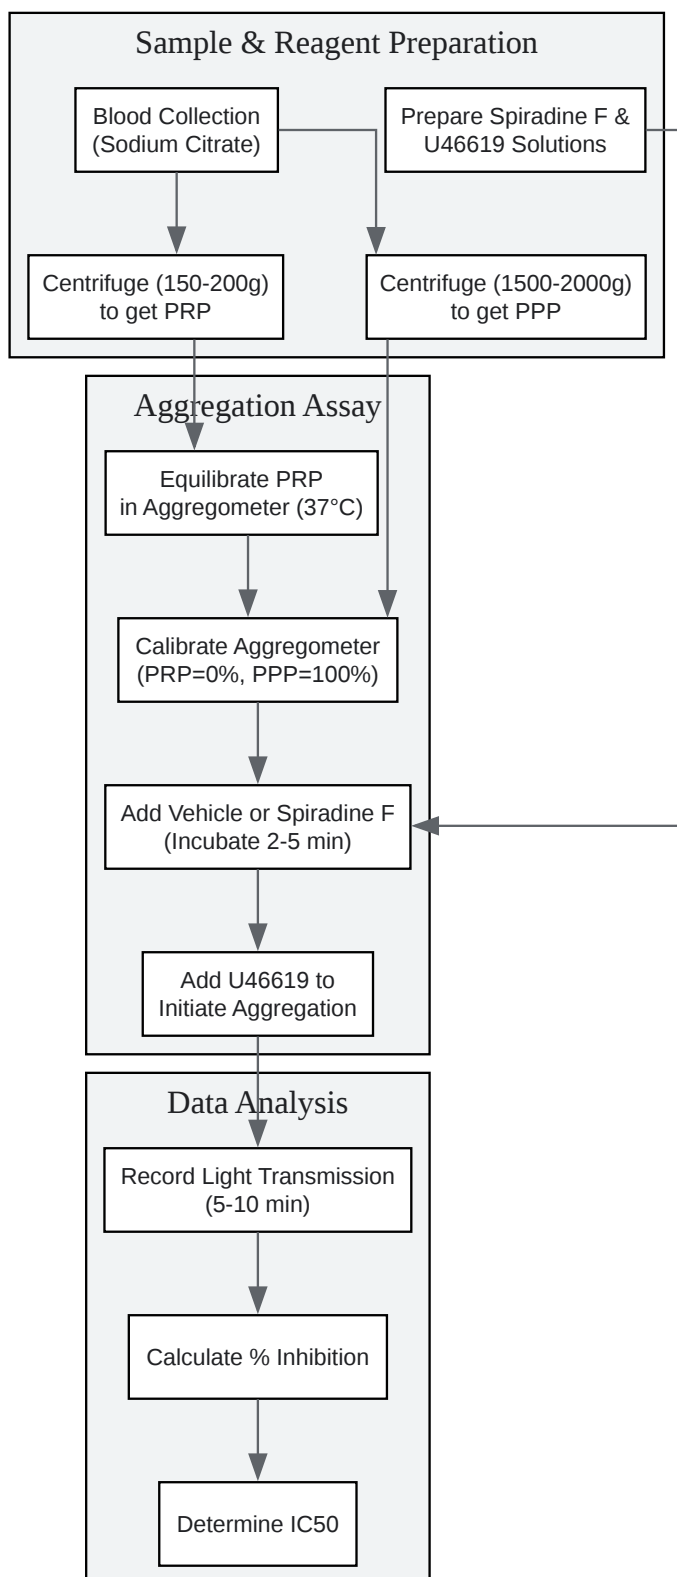 Sample & Reagent Preparation
Blood Collection
(Sodium Citrate)
Prepare Spiradine F &
U46619 Solutions
Centrifuge (150-200g)
to get PRP
Centrifuge (1500-2000g)
to get PPP
Aggregation Assay
Equilibrate PRP
in Aggregometer (37°C)
Calibrate Aggregometer
(PRP=0%, PPP=100%)
Add Vehicle or Spiradine F
(Incubate 2-5 min)
Add U46619 to
Initiate Aggregation
Data Analysis
Record Light Transmission
(5-10 min)
Calculate % Inhibition
Determine IC50